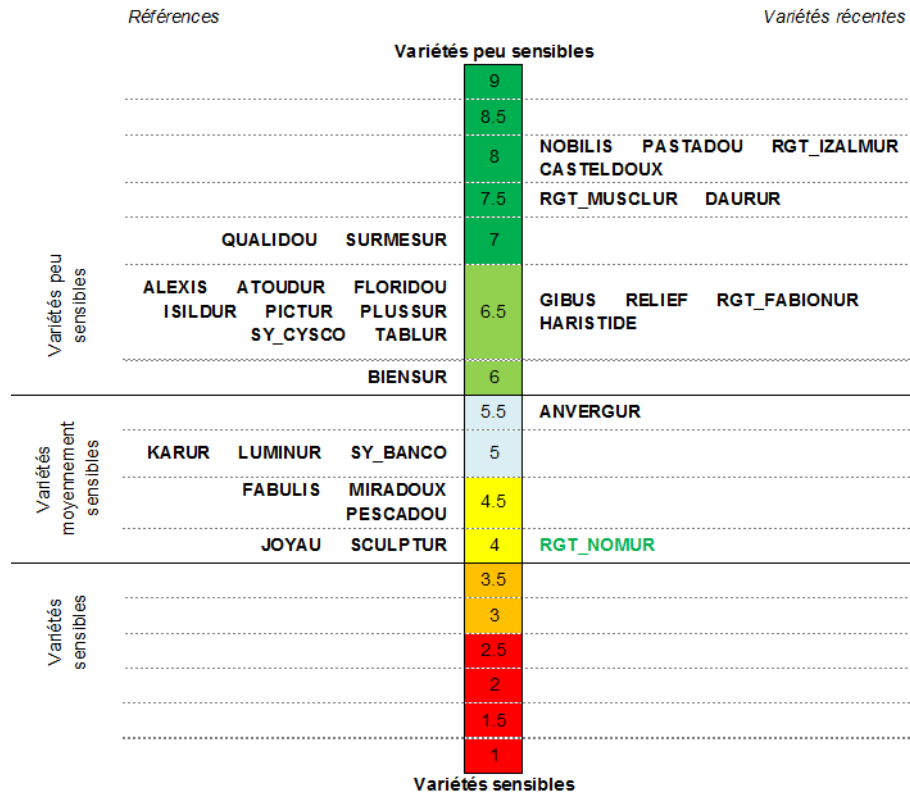 Références
Variétés récentes
Variétés peu sensibles
9
8.5
8
NOBILIS PASTADOU RGT_IZALMUR
CASTELDOUX
7.5
RGT_MUSCLUR DAURUR
QUALIDOU SURMESUR
7
Variétés peu
sensibles
ALEXIS ATOUDUR FLORIDOU
ISILDUR PICTUR PLUSSUR
SY_CYSCO TABLUR
6.5
GIBUS RELIEF RGT_FABIONUR
HARISTIDE
BIENSUR
6
5.5
ANVERGUR
Variétés
moyennement
sensibles
KARUR LUMINUR SY_BANCO
5
FABULIS MIRADOUX
PESCADOU
4.5
JOYAU SCULPTUR
4
RGT_NOMUR
Variétés
sensibles
3.5
3
2.5
2
1.5
1
Variétés sensibles